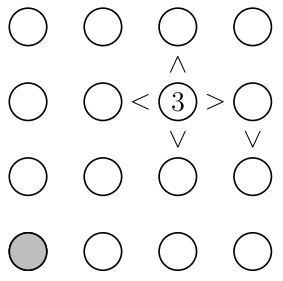 ∧
< 3 >
∨ ∨